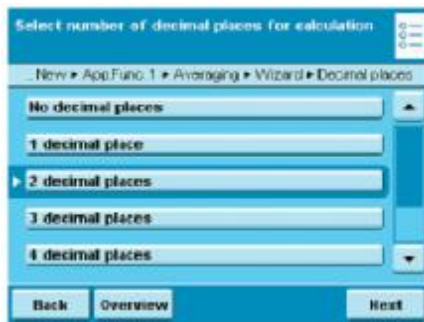 Select number of decimal places for calculation
... New ▸ App.Func.1 ▸ Averaging ▸ Wizard ▸ Decimal places
No decimal places
1 decimal place
2 decimal places
3 decimal places
4 decimal places
Back Overview Next